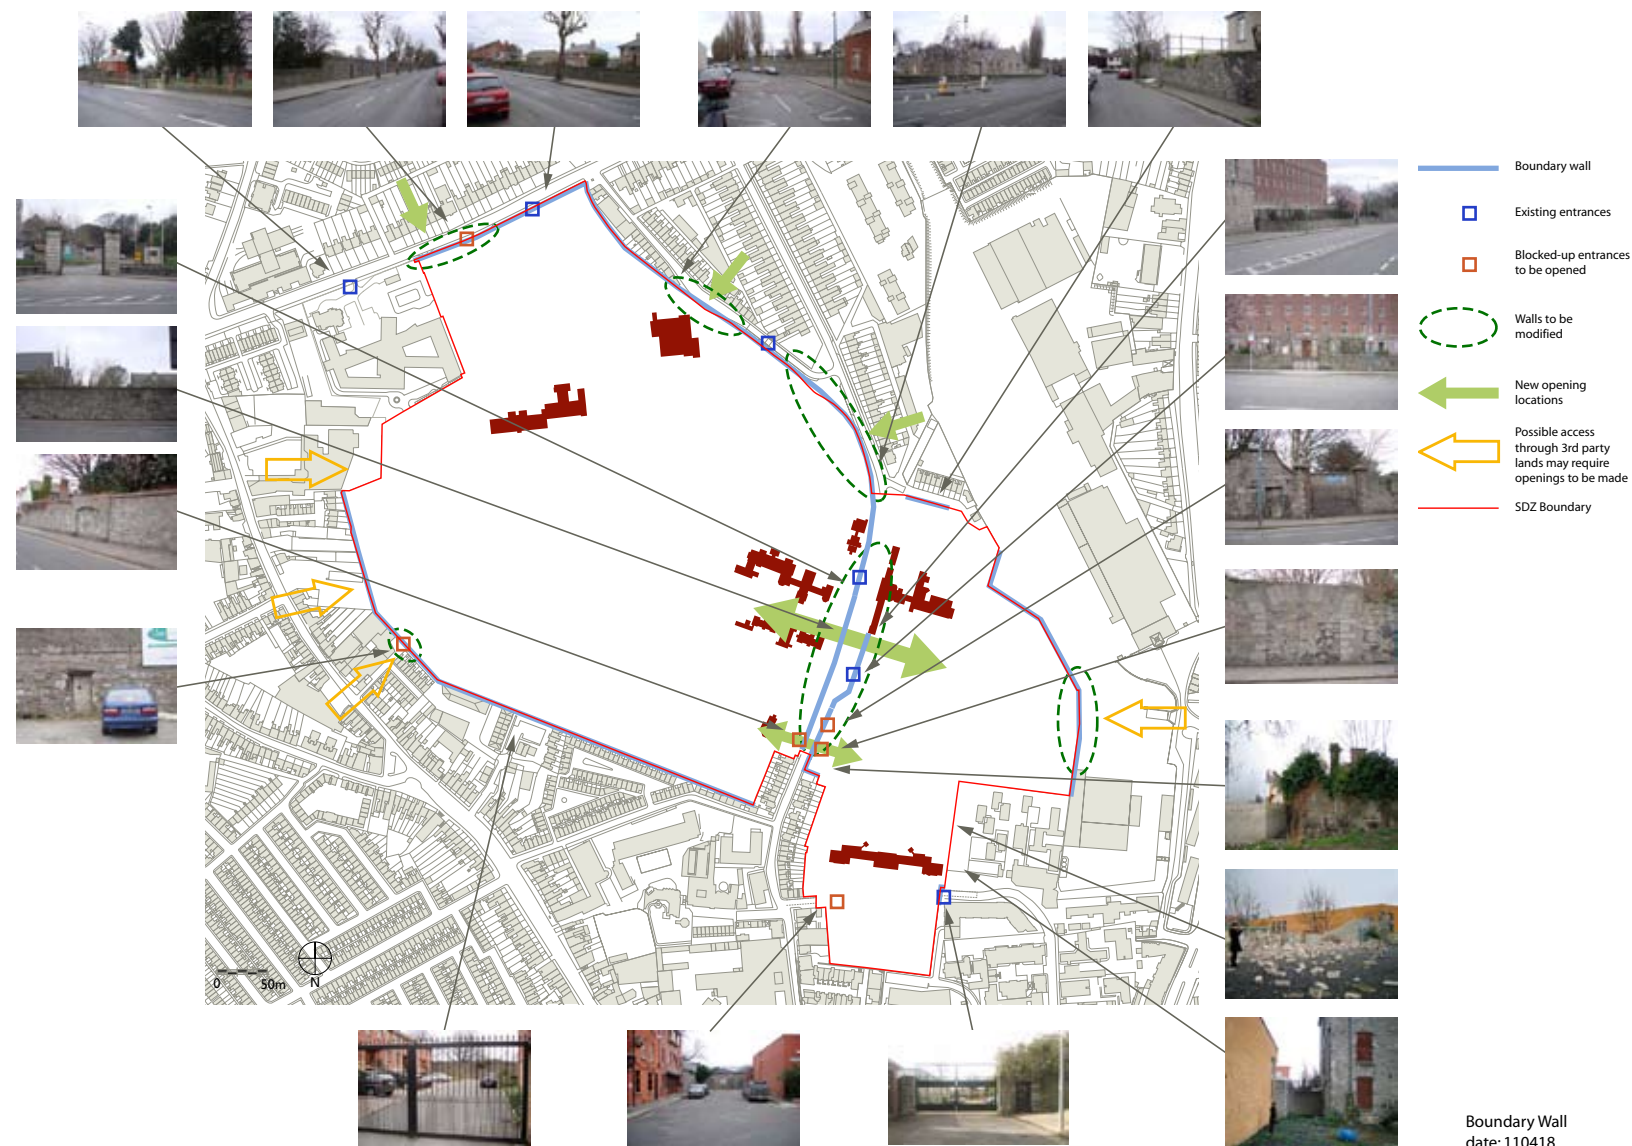 Boundary wall
Existing entrances
Blocked-up entrances
to be opened
Walls to be
modified
New opening
locations
Possible access
through 3rd party
lands may require
openings to be made
SDZ Boundary
0 50m N
Boundary Wall
date: 110418